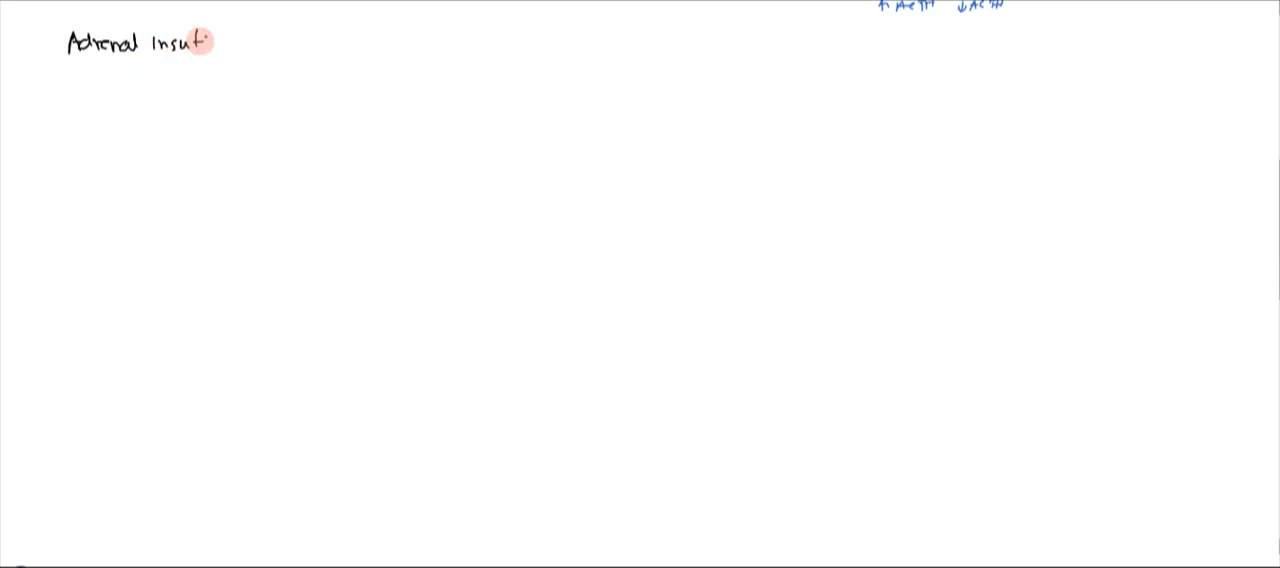 ↑ ACTH ↓ ACTH
Adrenal Insuf